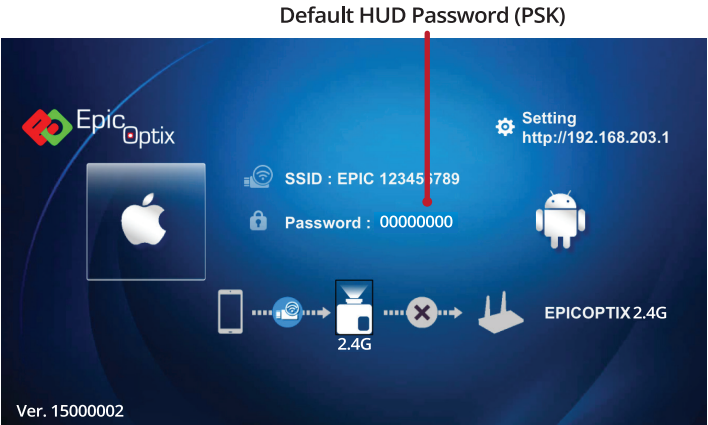 Default HUD Password (PSK)
Epic
Optix
Setting
http://192.168.203.1
SSID : EPIC 123456789
Password : 00000000
EPICOPTIX 2.4G
2.4G
Ver. 15000002